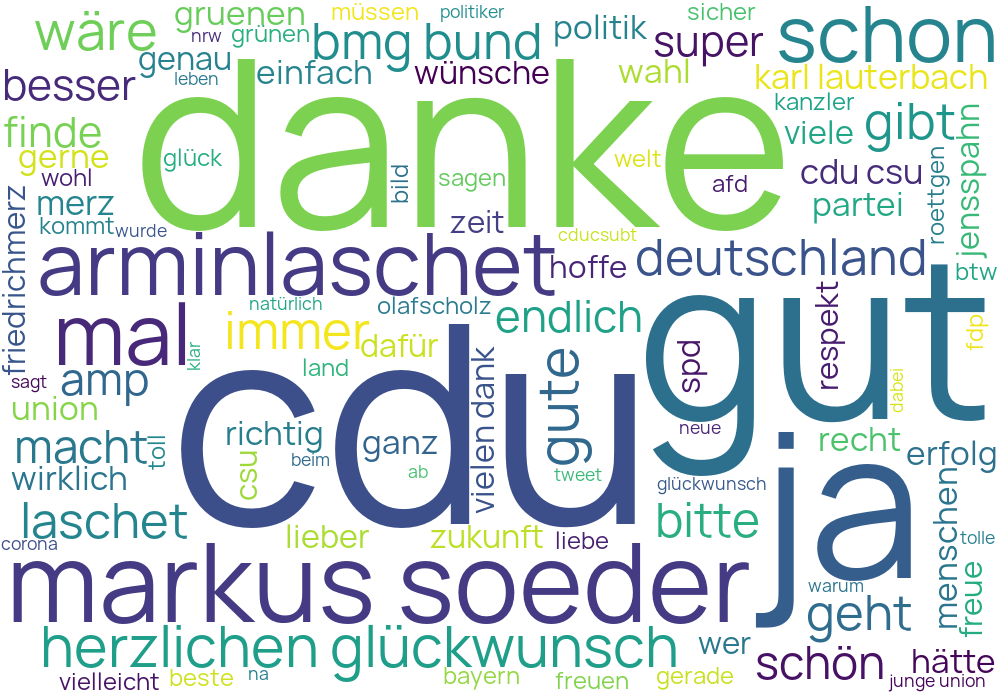 wäre
gruenen
nrw
grünen
müssen
politiker
bmg bund
politik
sicher
super
schon
genau
leben
einfach
wünsche
wahl
karl lauterbach
besser
danke
kanzler
finde
viele
gibt
gerne
glück
welt
wohl
bild
sagen
afd
cdu csu
merz
partei
roettgen
jensspahn
kommt
wurde
zeit
cducsubt
friedrichmerz
arminlaschet
hoffe
deutschland
btw
natürlich
olafscholz
endlich
gut
respekt
fdp
mal
immer
dafür
spd
klar
land
sagt
amp
cdu
vielen dank
gute
dabei
union
neue
macht
toll
richtig
ganz
ja
recht
erfolg
wirklich
csu
beim
ab
tweet
glückwunsch
menschen
laschet
bitte
corona
lieber
zukunft
liebe
tolle
markus soeder
warum
freue
geht
herzlichen glückwunsch
wer
schön
hätte
vielleicht
beste
na
bayern
freuen
gerade
junge union